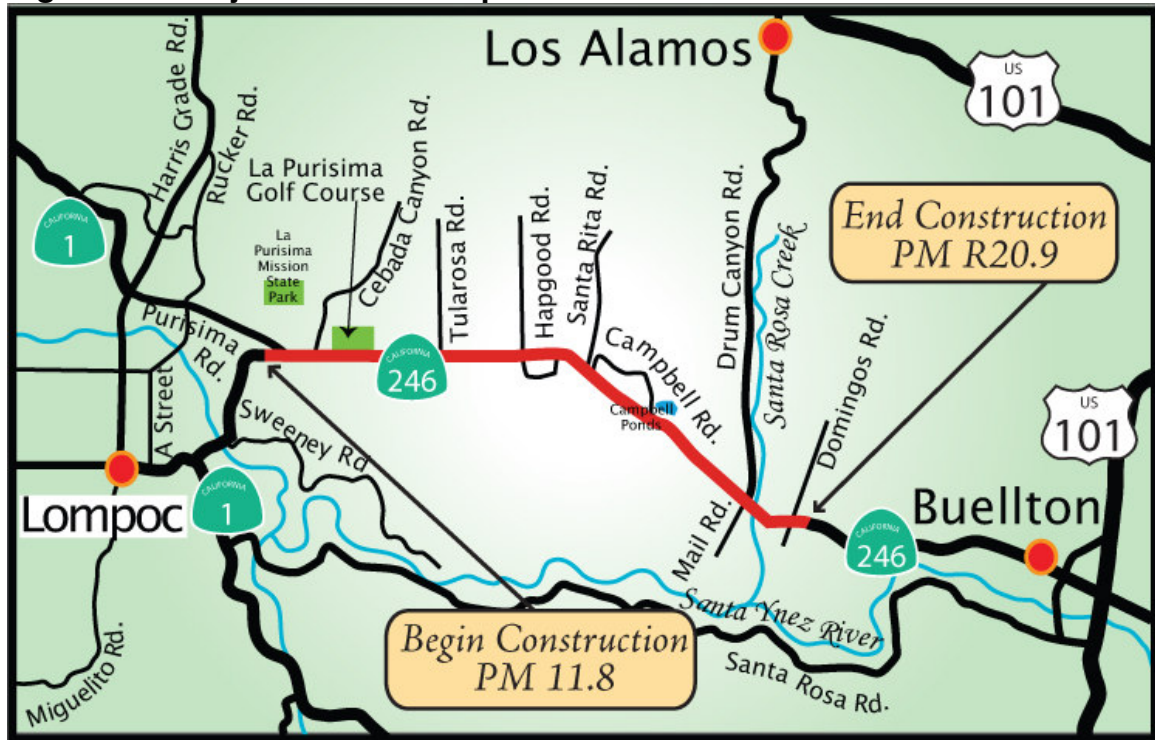 Los Alamos
US
101
Harris Grade Rd.
Rucker Rd.
La Purisima
Golf Course
Cebada Canyon Rd.
CALIFORNIA
1
La
Purisima
Mission
State
Park
Tularosa Rd.
Hapgood Rd.
Santa Rita Rd.
Drum Canyon Rd.
Santa Rosa Creek
End Construction
PM R20.9
Purisima
Rd.
CALIFORNIA
246
Campbell Rd.
Campbell
Ponds
Domingos Rd.
A Street
Sweeney Rd
US
101
Lompoc
CALIFORNIA
1
Mail Rd.
Buellton
CALIFORNIA
246
Santa Ynez River
Begin Construction
PM 11.8
Santa Rosa Rd.
Miguelito Rd.